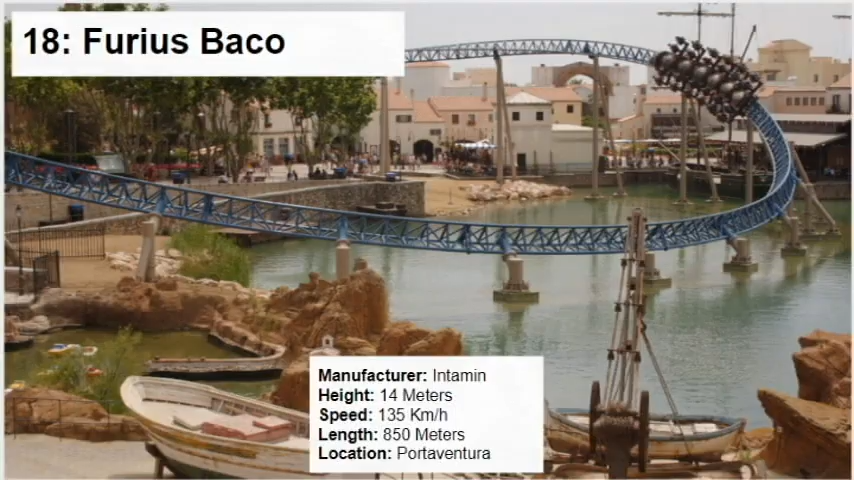 18: Furius Baco
Manufacturer: Intamin
Height: 14 Meters
Speed: 135 Km/h
Length: 850 Meters
Location: Portaventura